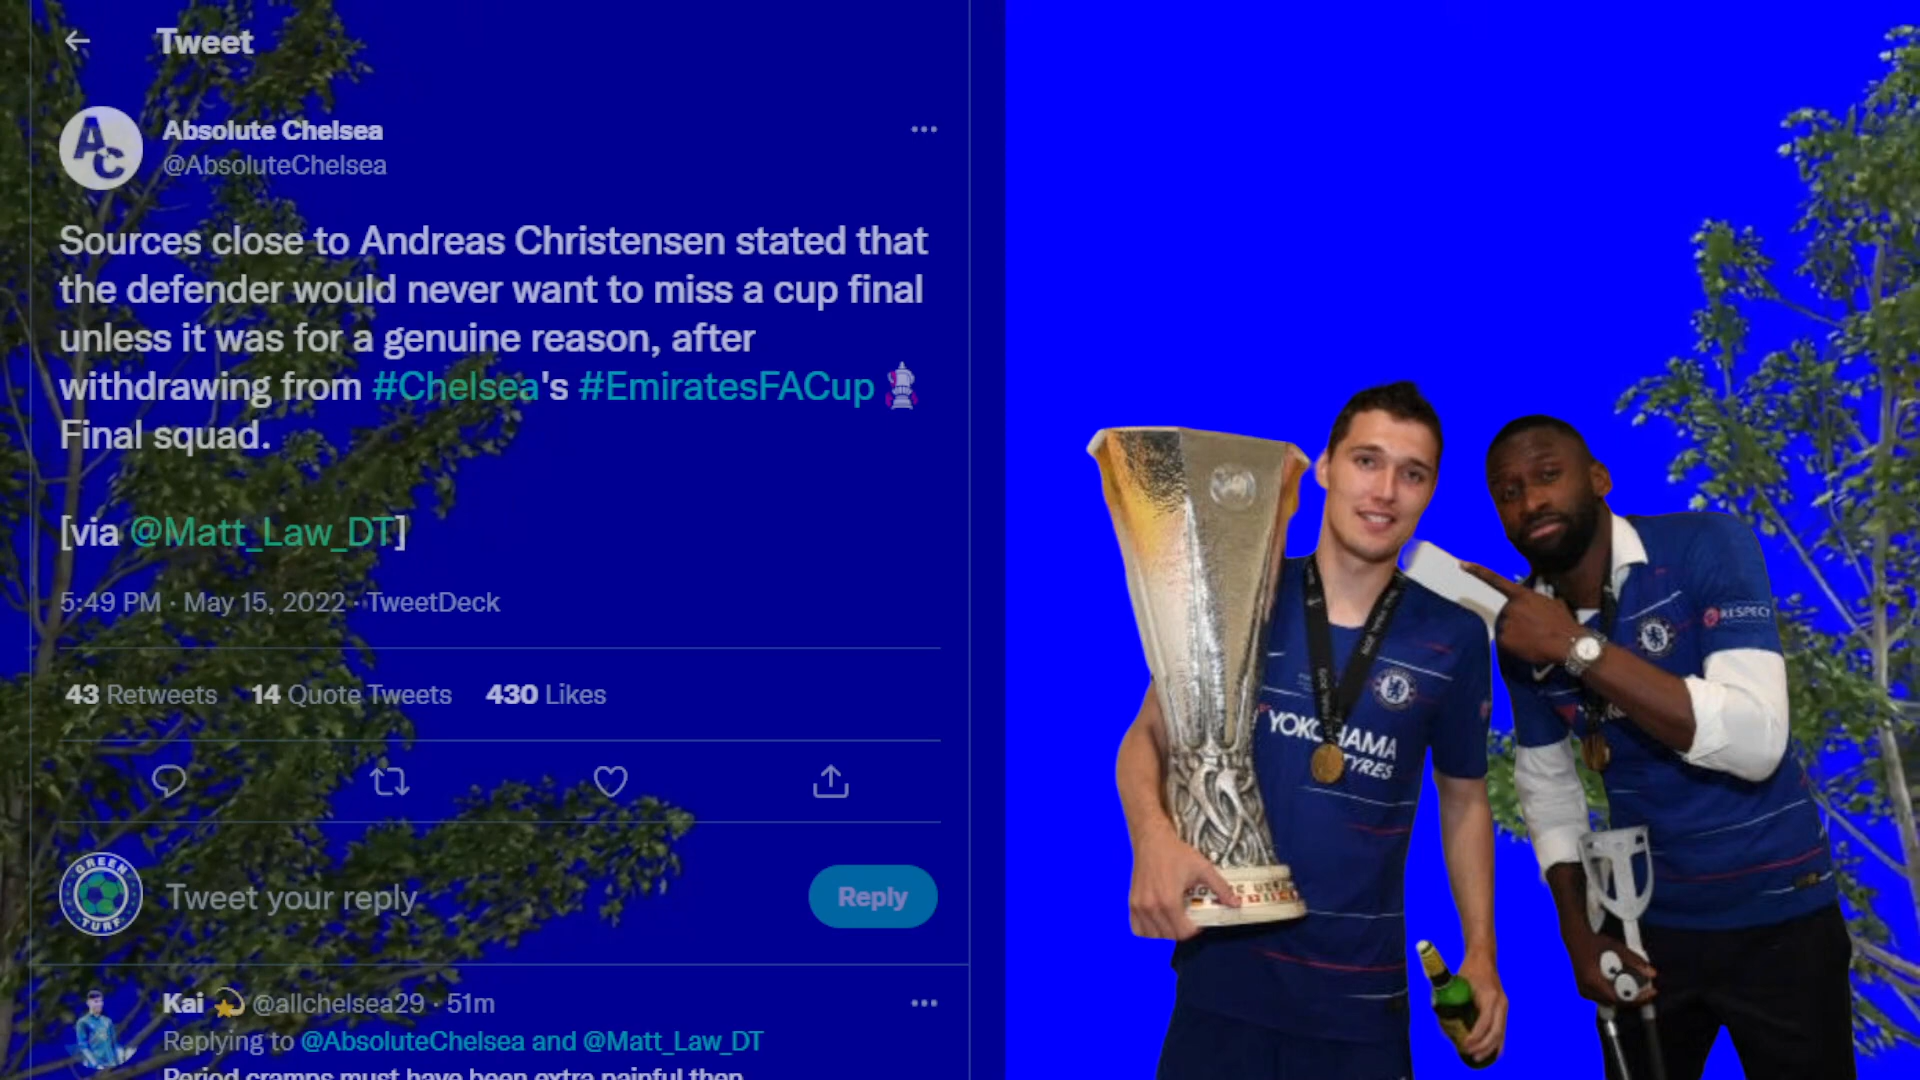 Tweet
AC
Absolute Chelsea
@AbsoluteChelsea
Sources close to Andreas Christensen stated that
the defender would never want to miss a cup final
unless it was for a genuine reason, after
withdrawing from #Chelsea's #EmiratesFACup
Final squad.
[via @Matt_Law_DT]
5:49 PM · May 15, 2022 · TweetDeck
43 Retweets 14 Quote Tweets 430 Likes
GREEN
TURF
Tweet your reply
Reply
Kai @allchelsea29 · 51m
Replying to @AbsoluteChelsea and @Matt_Law_DT
Period cramps must have been extra painful then
YOKOHAMA
TYRES
RESPECT